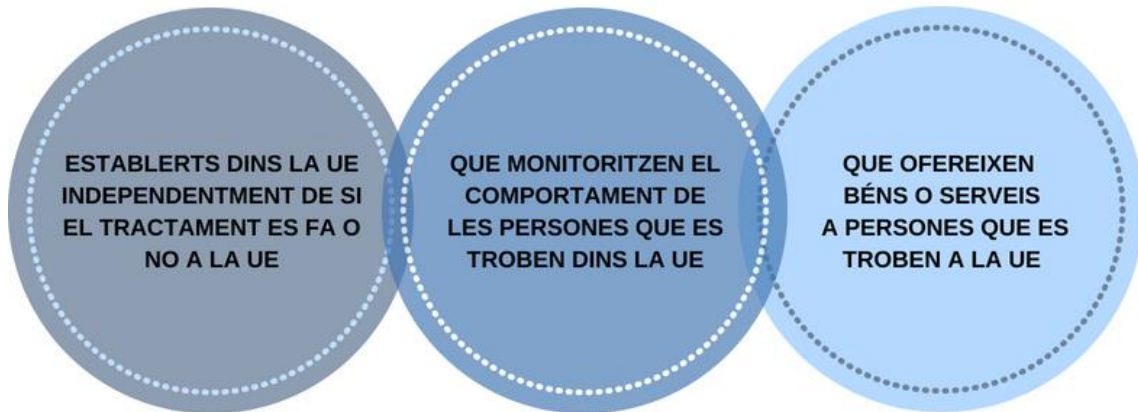 ESTABLERTS DINS LA UE
INDEPENDENTMENT DE SI
EL TRACTAMENT ES FA O
NO A LA UE
QUE MONITORITZEN EL
COMPORTAMENT DE
LES PERSONES QUE ES
TROBEN DINS LA UE
QUE OFEREIXEN
BÉNS O SERVEIS
A PERSONES QUE ES
TROBEN A LA UE